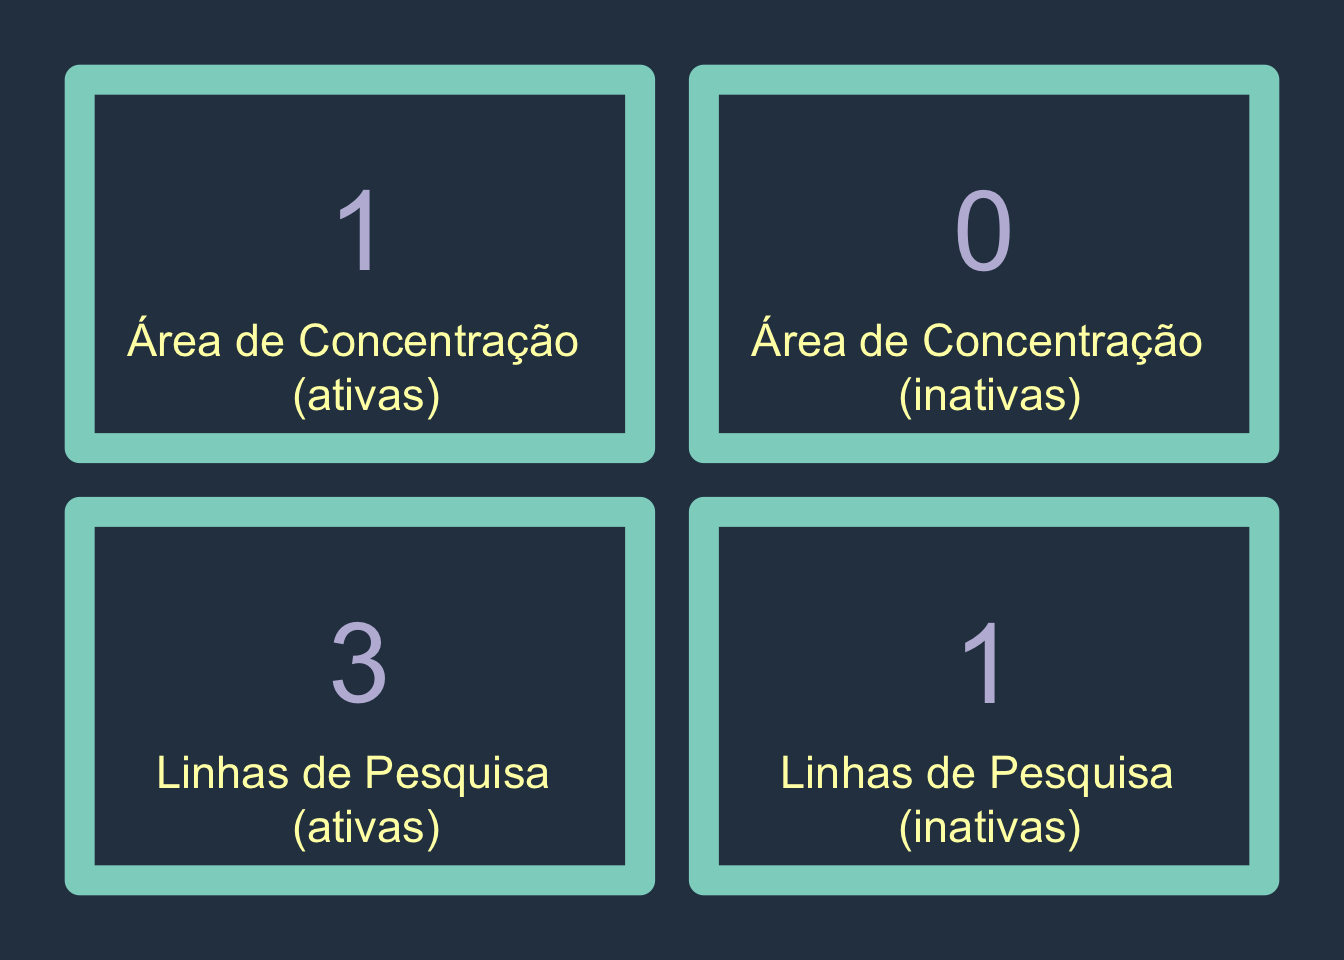 1
Área de Concentração
(ativas)
0
Área de Concentração
(inativas)
3
Linhas de Pesquisa
(ativas)
1
Linhas de Pesquisa
(inativas)